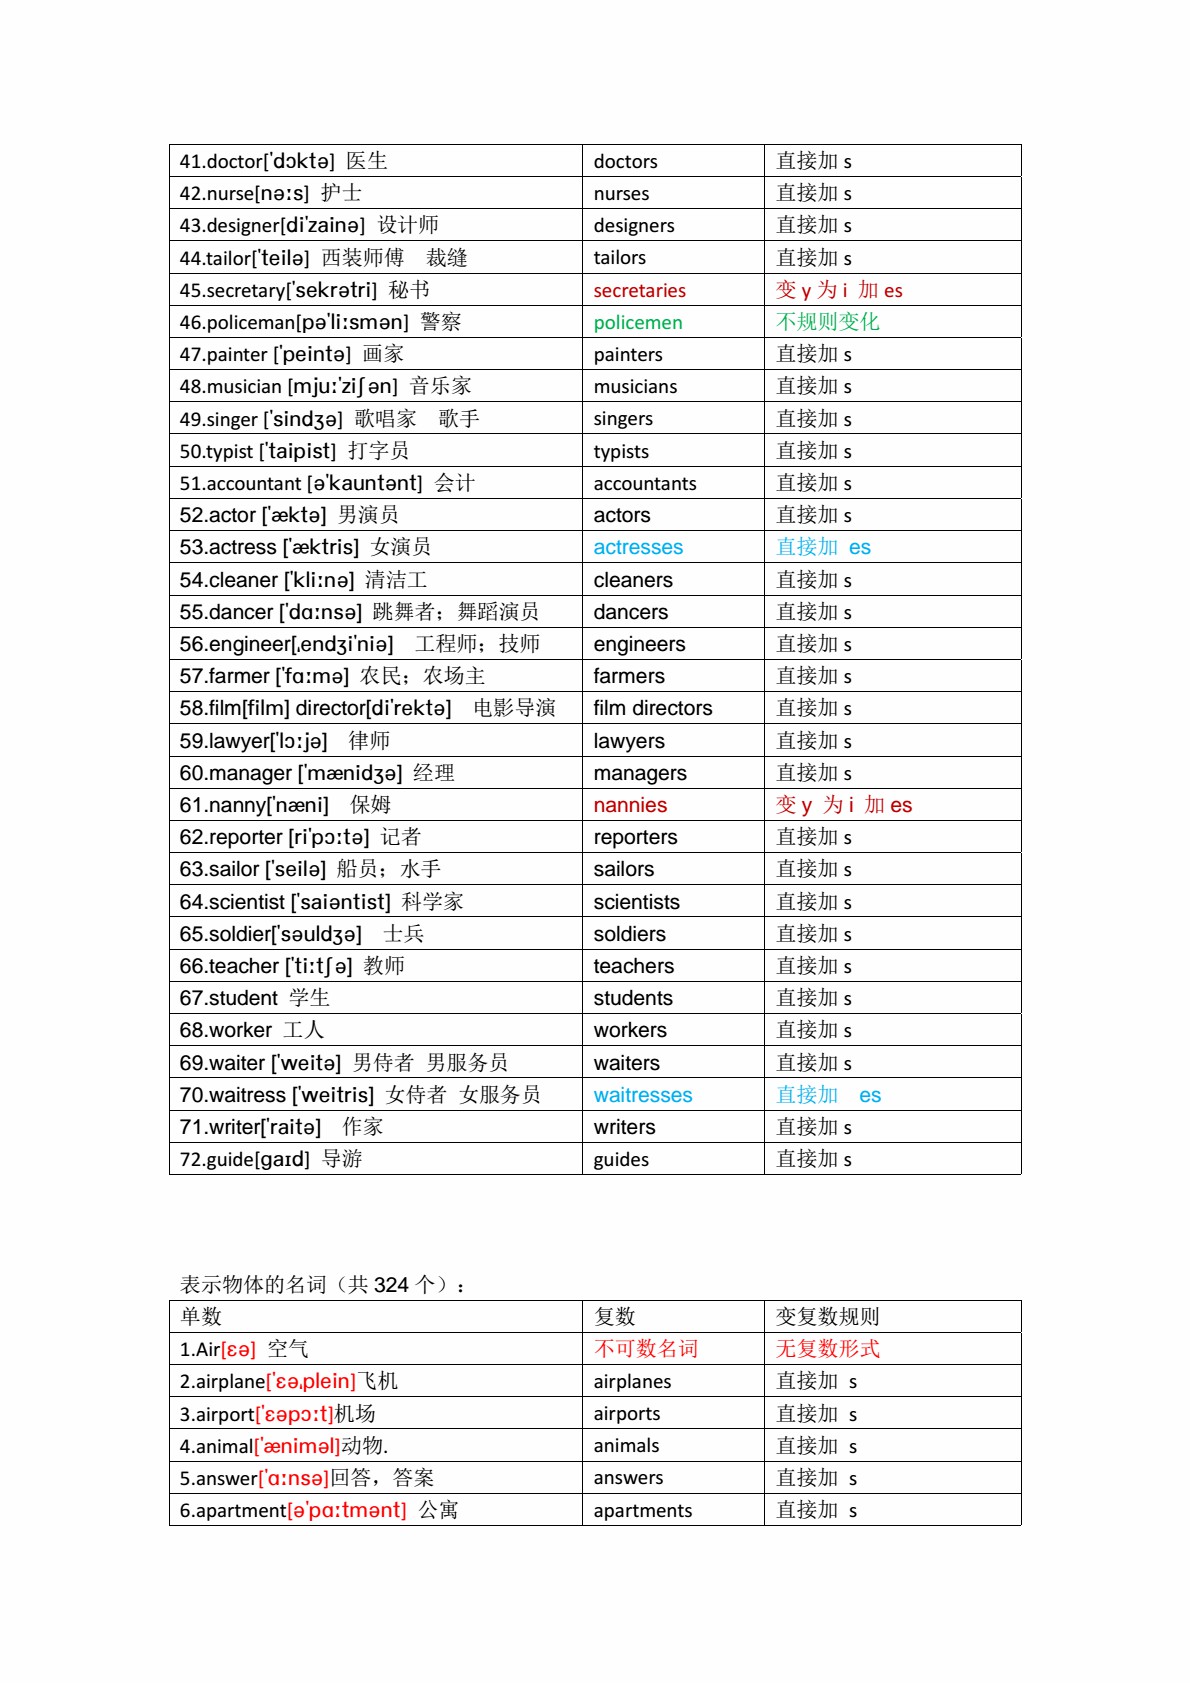 41.doctor['dɔktə] 医生 doctors 直接加 s
42.nurse[nə:s] 护士 nurses 直接加 s
43.designer[di'zainə] 设计师 designers 直接加 s
44.tailor['teilə] 西装师傅 裁缝 tailors 直接加 s
45.secretary['sekrətri] 秘书 secretaries 变 y 为 i 加 es
46.policeman[pə'li:smən] 警察 policemen 不规则变化
47.painter ['peintə] 画家 painters 直接加 s
48.musician [mju:'ziʃən] 音乐家 musicians 直接加 s
49.singer ['sindʒə] 歌唱家 歌手 singers 直接加 s
50.typist ['taipist] 打字员 typists 直接加 s
51.accountant [ə'kauntənt] 会计 accountants 直接加 s
52.actor ['æktə] 男演员 actors 直接加 s
53.actress ['æktris] 女演员 actresses 直接加 es
54.cleaner ['kli:nə] 清洁工 cleaners 直接加 s
55.dancer ['dɑ:nsə] 跳舞者；舞蹈演员 dancers 直接加 s
56.engineer[ˌendʒi'niə] 工程师；技师 engineers 直接加 s
57.farmer ['fɑ:mə] 农民；农场主 farmers 直接加 s
58.film[film] director[di'rektə] 电影导演 film directors 直接加 s
59.lawyer['lɔ:jə] 律师 lawyers 直接加 s
60.manager ['mænidʒə] 经理 managers 直接加 s
61.nanny['næni] 保姆 nannies 变 y 为 i 加 es
62.reporter [ri'pɔ:tə] 记者 reporters 直接加 s
63.sailor ['seilə] 船员；水手 sailors 直接加 s
64.scientist ['saiəntist] 科学家 scientists 直接加 s
65.soldier['səuldʒə] 士兵 soldiers 直接加 s
66.teacher ['ti:tʃə] 教师 teachers 直接加 s
67.student 学生 students 直接加 s
68.worker 工人 workers 直接加 s
69.waiter ['weitə] 男侍者 男服务员 waiters 直接加 s
70.waitress ['weitris] 女侍者 女服务员 waitresses 直接加 es
71.writer['raitə] 作家 writers 直接加 s
72.guide[gaɪd] 导游 guides 直接加 s
表示物体的名词（共 324 个）：
单数 复数 变复数规则
1.Air[ɛə] 空气 不可数名词 无复数形式
2.airplane['ɛəˌplein]飞机 airplanes 直接加 s
3.airport['ɛəpɔ:t]机场 airports 直接加 s
4.animal['æniməl]动物. animals 直接加 s
5.answer['ɑ:nsə]回答，答案 answers 直接加 s
6.apartment[ə'pɑ:tmənt] 公寓 apartments 直接加 s